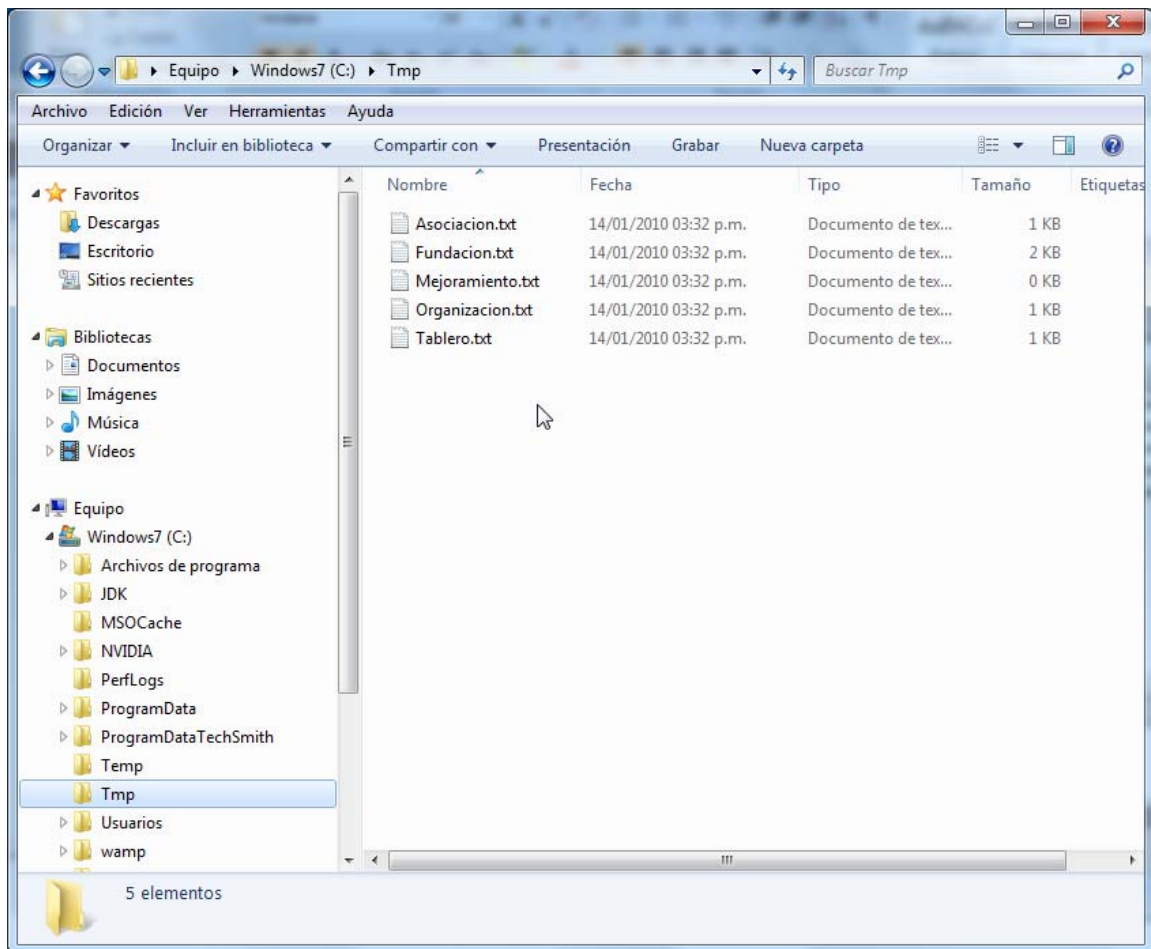 Equipo Windows7 (C:) Tmp Buscar Tmp
Archivo Edición Ver Herramientas Ayuda
Organizar Incluir en biblioteca Compartir con Presentación Grabar Nueva carpeta
Favoritos
Descargas
Escritorio
Sitios recientes
Bibliotecas
Documentos
Imágenes
Música
Vídeos
Equipo
Windows7 (C:)
Archivos de programa
JDK
MSOCache
NVIDIA
PerfLogs
ProgramData
ProgramDataTechSmith
Temp
Tmp
Usuarios
wamp
Nombre Fecha Tipo Tamaño Etiquetas
Asociacion.txt 14/01/2010 03:32 p.m. Documento de tex... 1 KB
Fundacion.txt 14/01/2010 03:32 p.m. Documento de tex... 2 KB
Mejoramiento.txt 14/01/2010 03:32 p.m. Documento de tex... 0 KB
Organizacion.txt 14/01/2010 03:32 p.m. Documento de tex... 1 KB
Tablero.txt 14/01/2010 03:32 p.m. Documento de tex... 1 KB
5 elementos